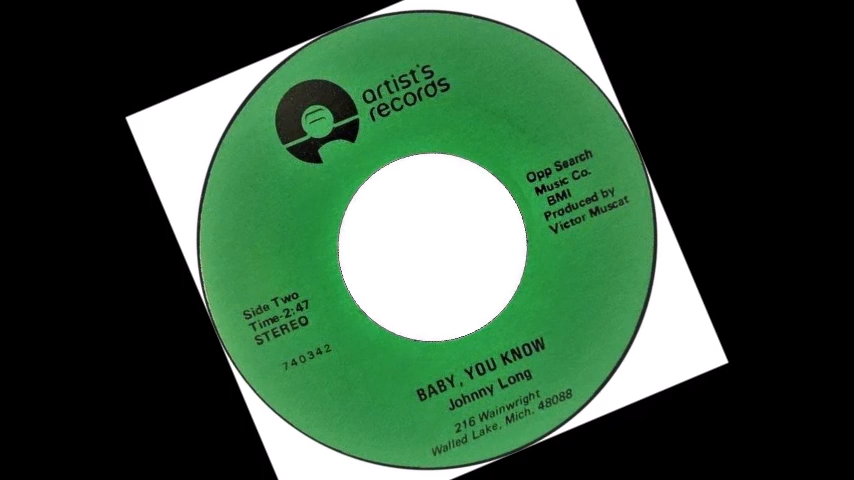 artist's
records
Opp Search
Music Co.
BMI
Produced by
Victor Muscat
Side Two
Time-2:47
STEREO
740342
BABY, YOU KNOW
Johnny Long
216 Wainwright
Walled Lake, Mich. 48088